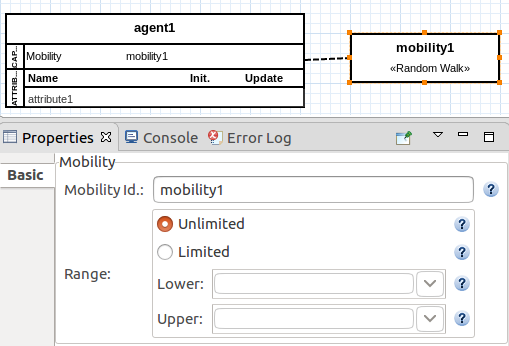 agent1
CAP...
Mobility mobility1
mobility1
«Random Walk»
ATTRIB...
Name Init. Update
attribute1
Properties Console Error Log
Basic
Mobility
Mobility Id.: mobility1 ?
Unlimited ?
Limited ?
Range:
Lower: ?
Upper: ?